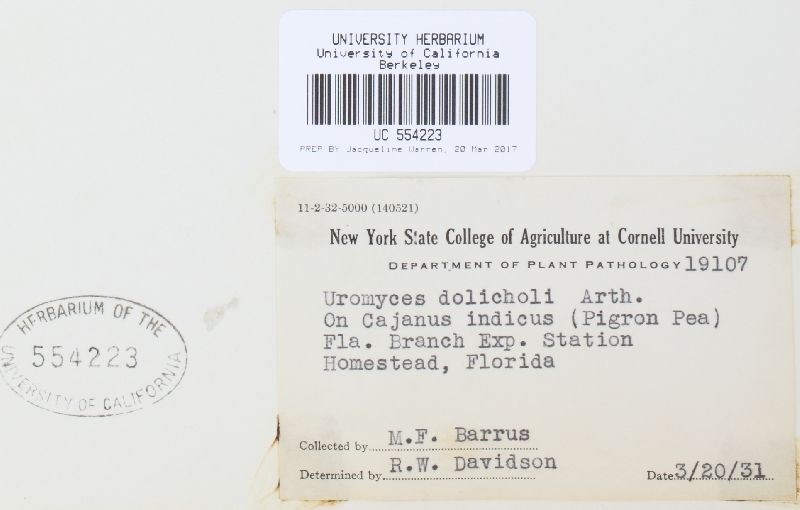 UNIVERSITY HERBARIUM
University of California
Berkeley
UC 554223
PREP BY Jacqueline Warren, 20 Mar 2017
11-2-32-5000 (140521)
New York State College of Agriculture at Cornell University
DEPARTMENT OF PLANT PATHOLOGY 19107
Uromyces dolicholi Arth.
On Cajanus indicus (Pigron Pea)
Fla. Branch Exp. Station
Homestead, Florida
Collected by M.F. Barrus
Determined by R.W. Davidson
Date 3/20/31
HERBARIUM OF THE
554223
UNIVERSITY OF CALIFORNIA